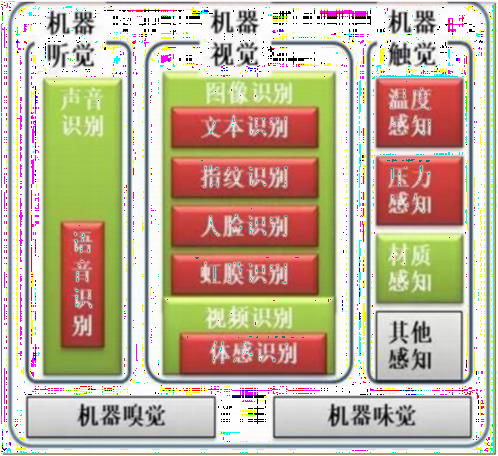 机器
听觉
声音
识别
语
音
识
别
机器
视觉
图像识别
文本识别
指纹识别
人脸识别
虹膜识别
视频识别
体感识别
机器
触觉
温度
感知
压力
感知
材质
感知
其他
感知
机器嗅觉
机器味觉